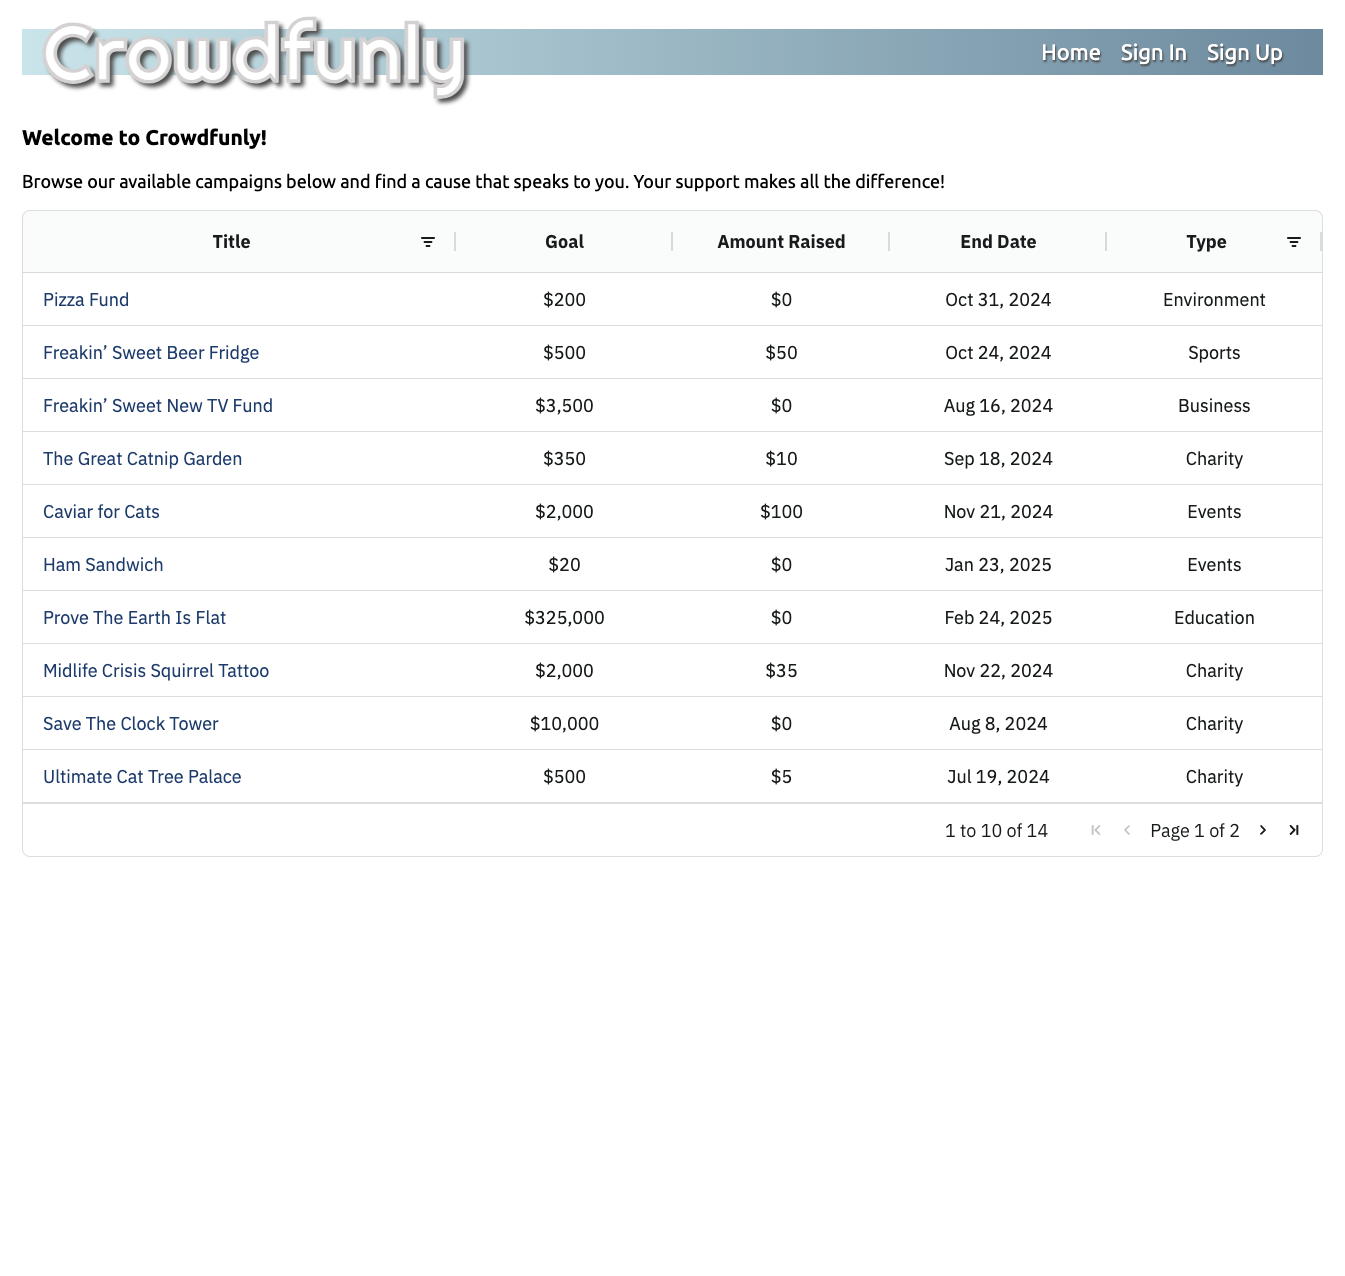 Crowdfunly
Home Sign In Sign Up
Welcome to Crowdfunly!
Browse our available campaigns below and find a cause that speaks to you. Your support makes all the difference!
Title Goal Amount Raised End Date Type
Pizza Fund $200 $0 Oct 31, 2024 Environment
Freakin’ Sweet Beer Fridge $500 $50 Oct 24, 2024 Sports
Freakin’ Sweet New TV Fund $3,500 $0 Aug 16, 2024 Business
The Great Catnip Garden $350 $10 Sep 18, 2024 Charity
Caviar for Cats $2,000 $100 Nov 21, 2024 Events
Ham Sandwich $20 $0 Jan 23, 2025 Events
Prove The Earth Is Flat $325,000 $0 Feb 24, 2025 Education
Midlife Crisis Squirrel Tattoo $2,000 $35 Nov 22, 2024 Charity
Save The Clock Tower $10,000 $0 Aug 8, 2024 Charity
Ultimate Cat Tree Palace $500 $5 Jul 19, 2024 Charity
1 to 10 of 14 Page 1 of 2